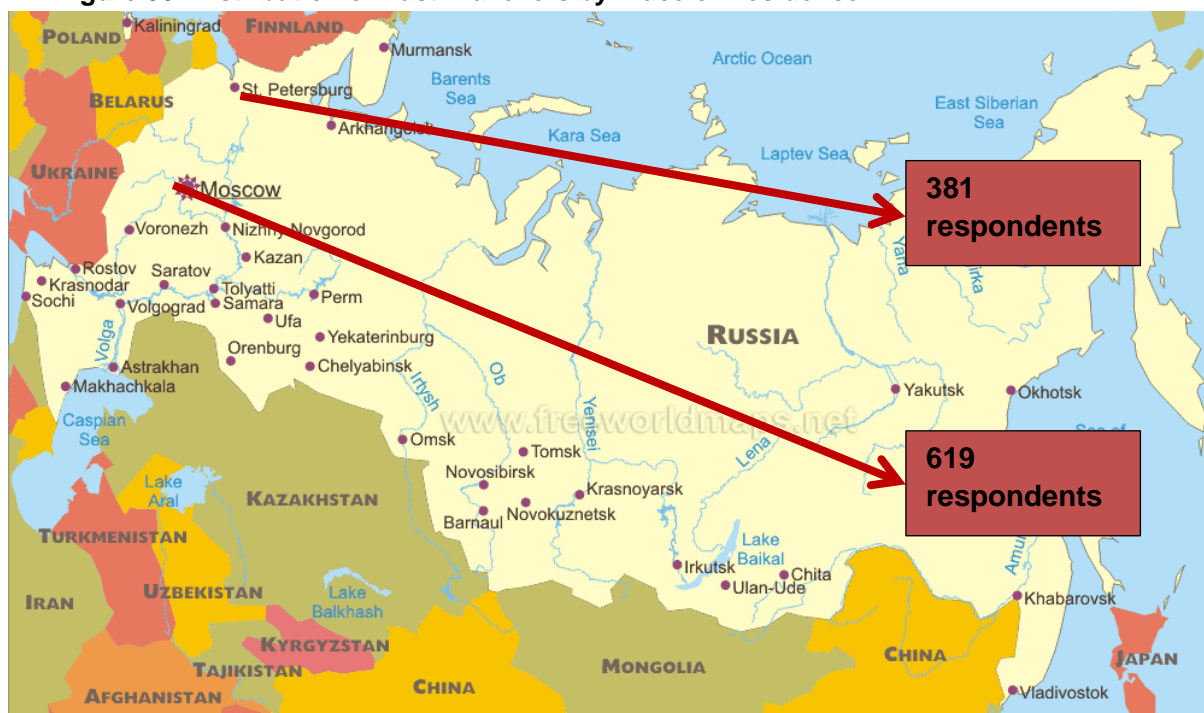 POLAND
Kaliningrad
FINNLAND
Murmansk
Arctic Ocean
Barents
Sea
St. Petersburg
BELARUS
East Siberian
Sea
Kara Sea
Laptev Sea
UKRAINE
Moscow
381
respondents
Voronezh
Nizhny Novgorod
Kazan
Rostov
Saratov
Krasnodar
Tolyatti
Sochi
Volgograd
Samara
Perm
Ufa
Yekaterinburg
RUSSIA
Yana
Volga
Orenburg
Chelyabinsk
Astrakhan
Makhachkala
Irtysh
Ob
Yenisei
Yakutsk
Okhotsk
www.freeworldmaps.net
Caspian
Sea
Omsk
Tomsk
Lena
Novosibirsk
619
respondents
Lake
Aral
KAZAKHSTAN
Krasnoyarsk
Barnaul
Novokuznetsk
TURKMENISTAN
Lake
Baikal
Amur
Irkutsk
Chita
Ulan-Ude
UZBEKISTAN
IRAN
Lake
Balkhash
Khabarovsk
KYRGYZSTAN
TAJIKISTAN
MONGOLIA
CHINA
JAPAN
AFGHANISTAN
CHINA
Vladivostok